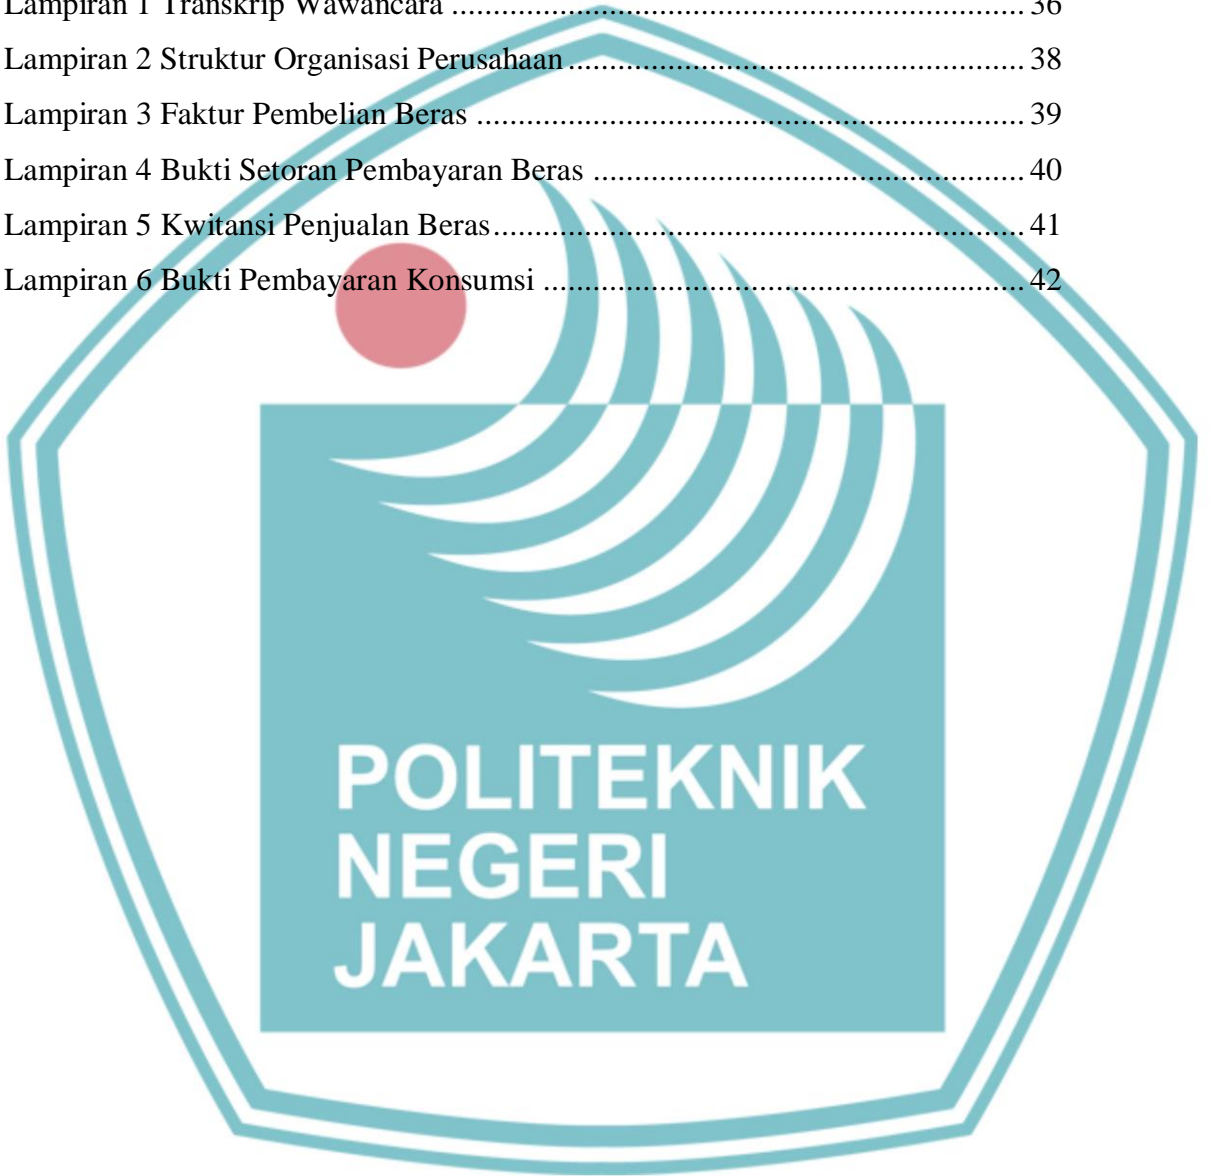 Lampiran 1 Transkrip Wawancara ........................................................................ 36
Lampiran 2 Struktur Organisasi Perusahaan ......................................................... 38
Lampiran 3 Faktur Pembelian Beras ..................................................................... 39
Lampiran 4 Bukti Setoran Pembayaran Beras ...................................................... 40
Lampiran 5 Kwitansi Penjualan Beras................................................................... 41
Lampiran 6 Bukti Pembayaran Konsumsi ............................................................ 42
POLITEKNIK
NEGERI
JAKARTA